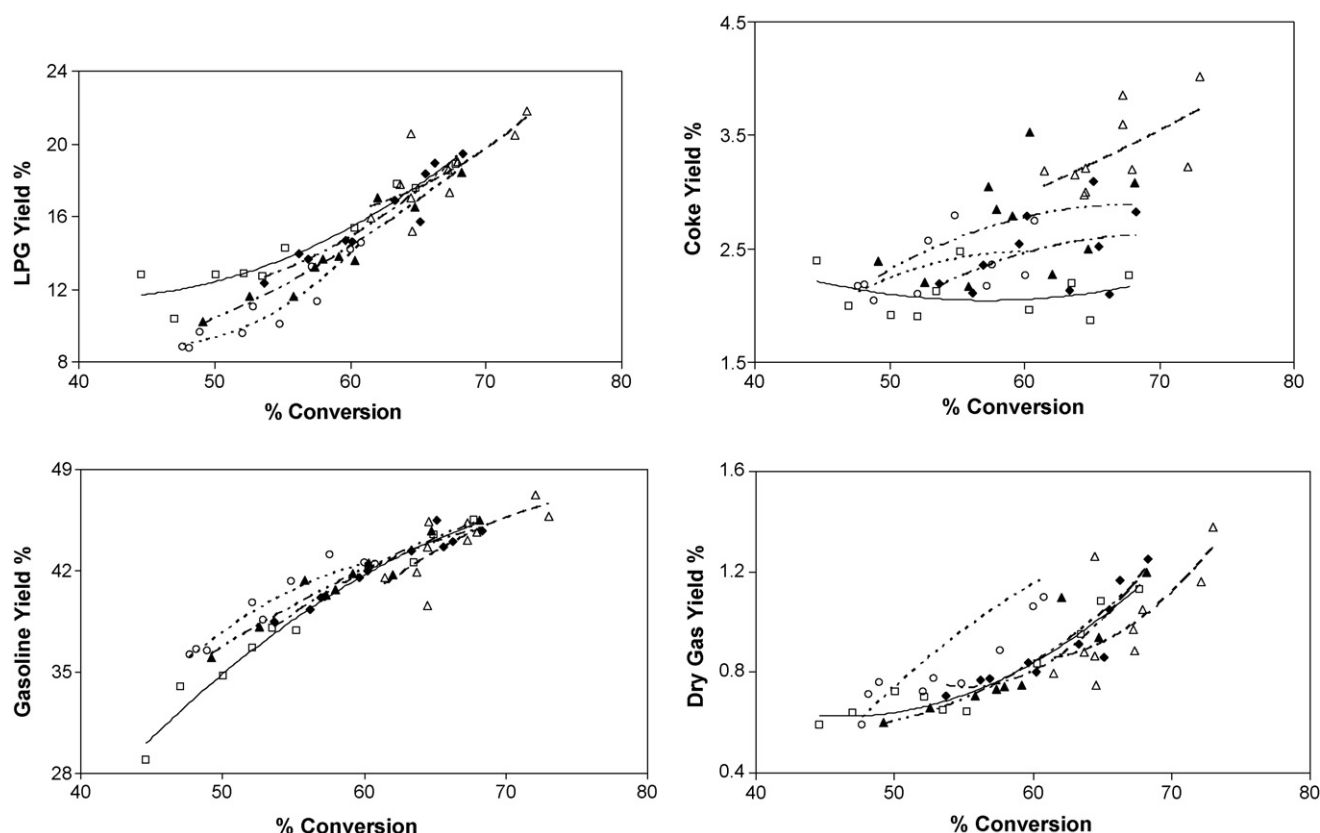 LPG Yield %
24
20
16
12
8
40 50 60 70 80
% Conversion
Coke Yield %
4.5
3.5
2.5
1.5
40 50 60 70 80
% Conversion
Gasoline Yield %
49
42
35
28
40 50 60 70 80
% Conversion
Dry Gas Yield %
1.6
1.2
0.8
0.4
40 50 60 70 80
% Conversion